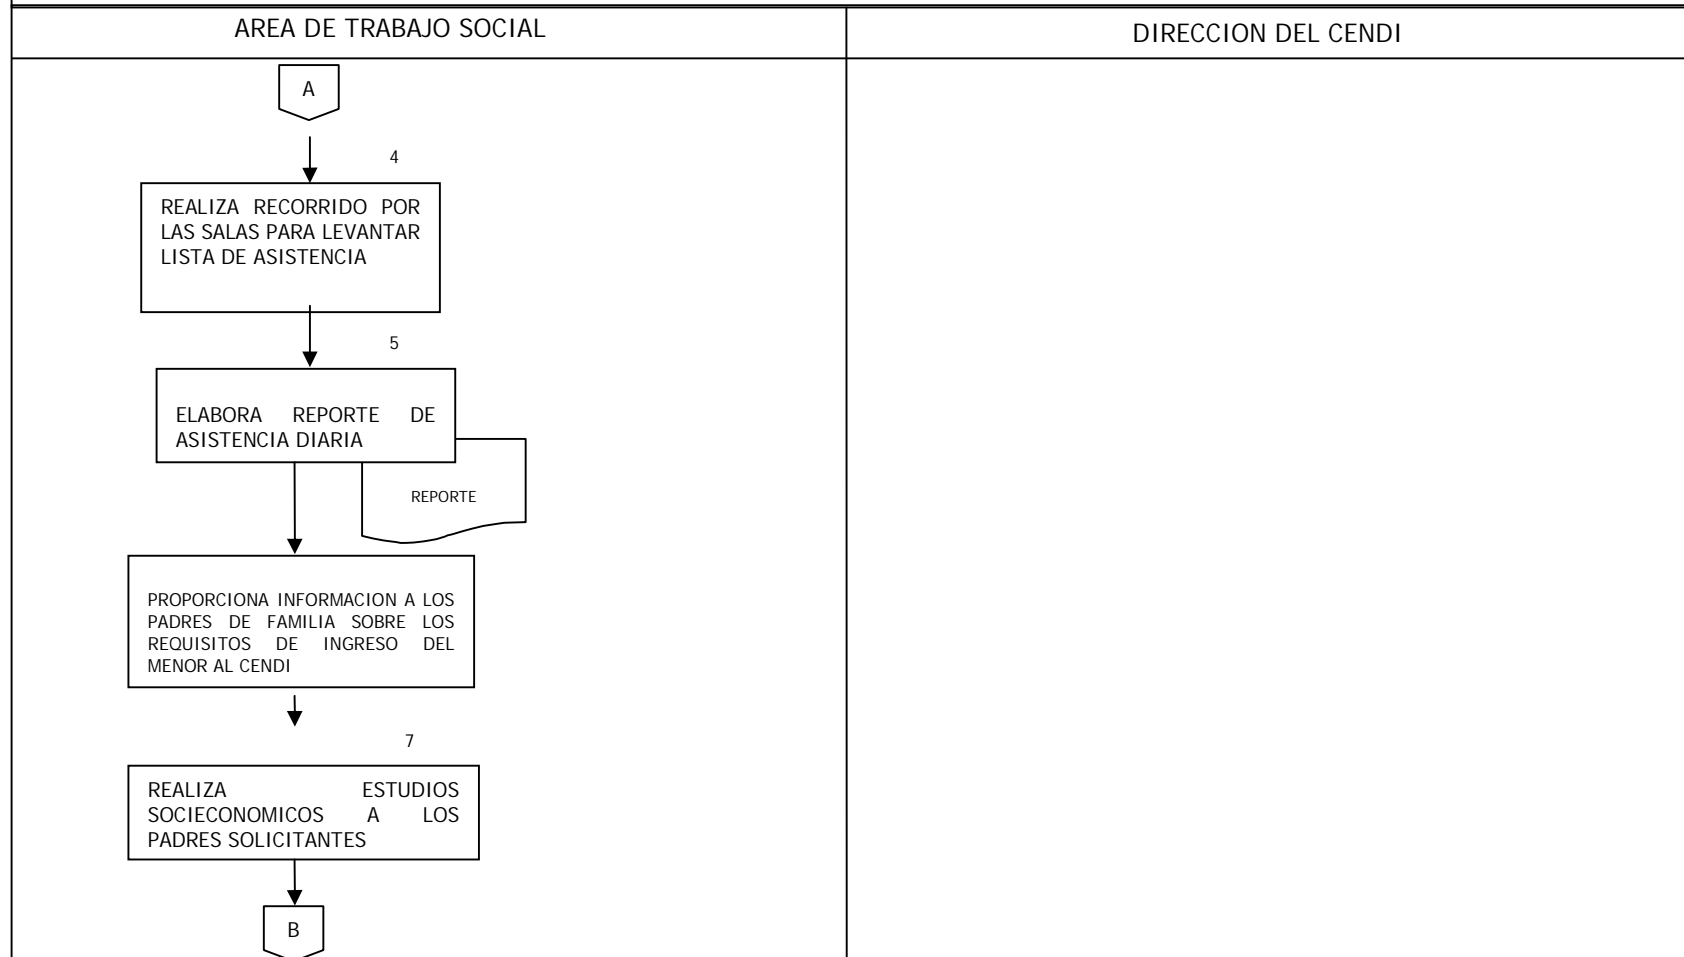 AREA DE TRABAJO SOCIAL
DIRECCION DEL CENDI
A
4
REALIZA RECORRIDO POR
LAS SALAS PARA LEVANTAR
LISTA DE ASISTENCIA
5
ELABORA REPORTE DE
ASISTENCIA DIARIA
REPORTE
PROPORCIONA INFORMACION A LOS
PADRES DE FAMILIA SOBRE LOS
REQUISITOS DE INGRESO DEL
MENOR AL CENDI
7
REALIZA ESTUDIOS
SOCIECONOMICOS A LOS
PADRES SOLICITANTES
B